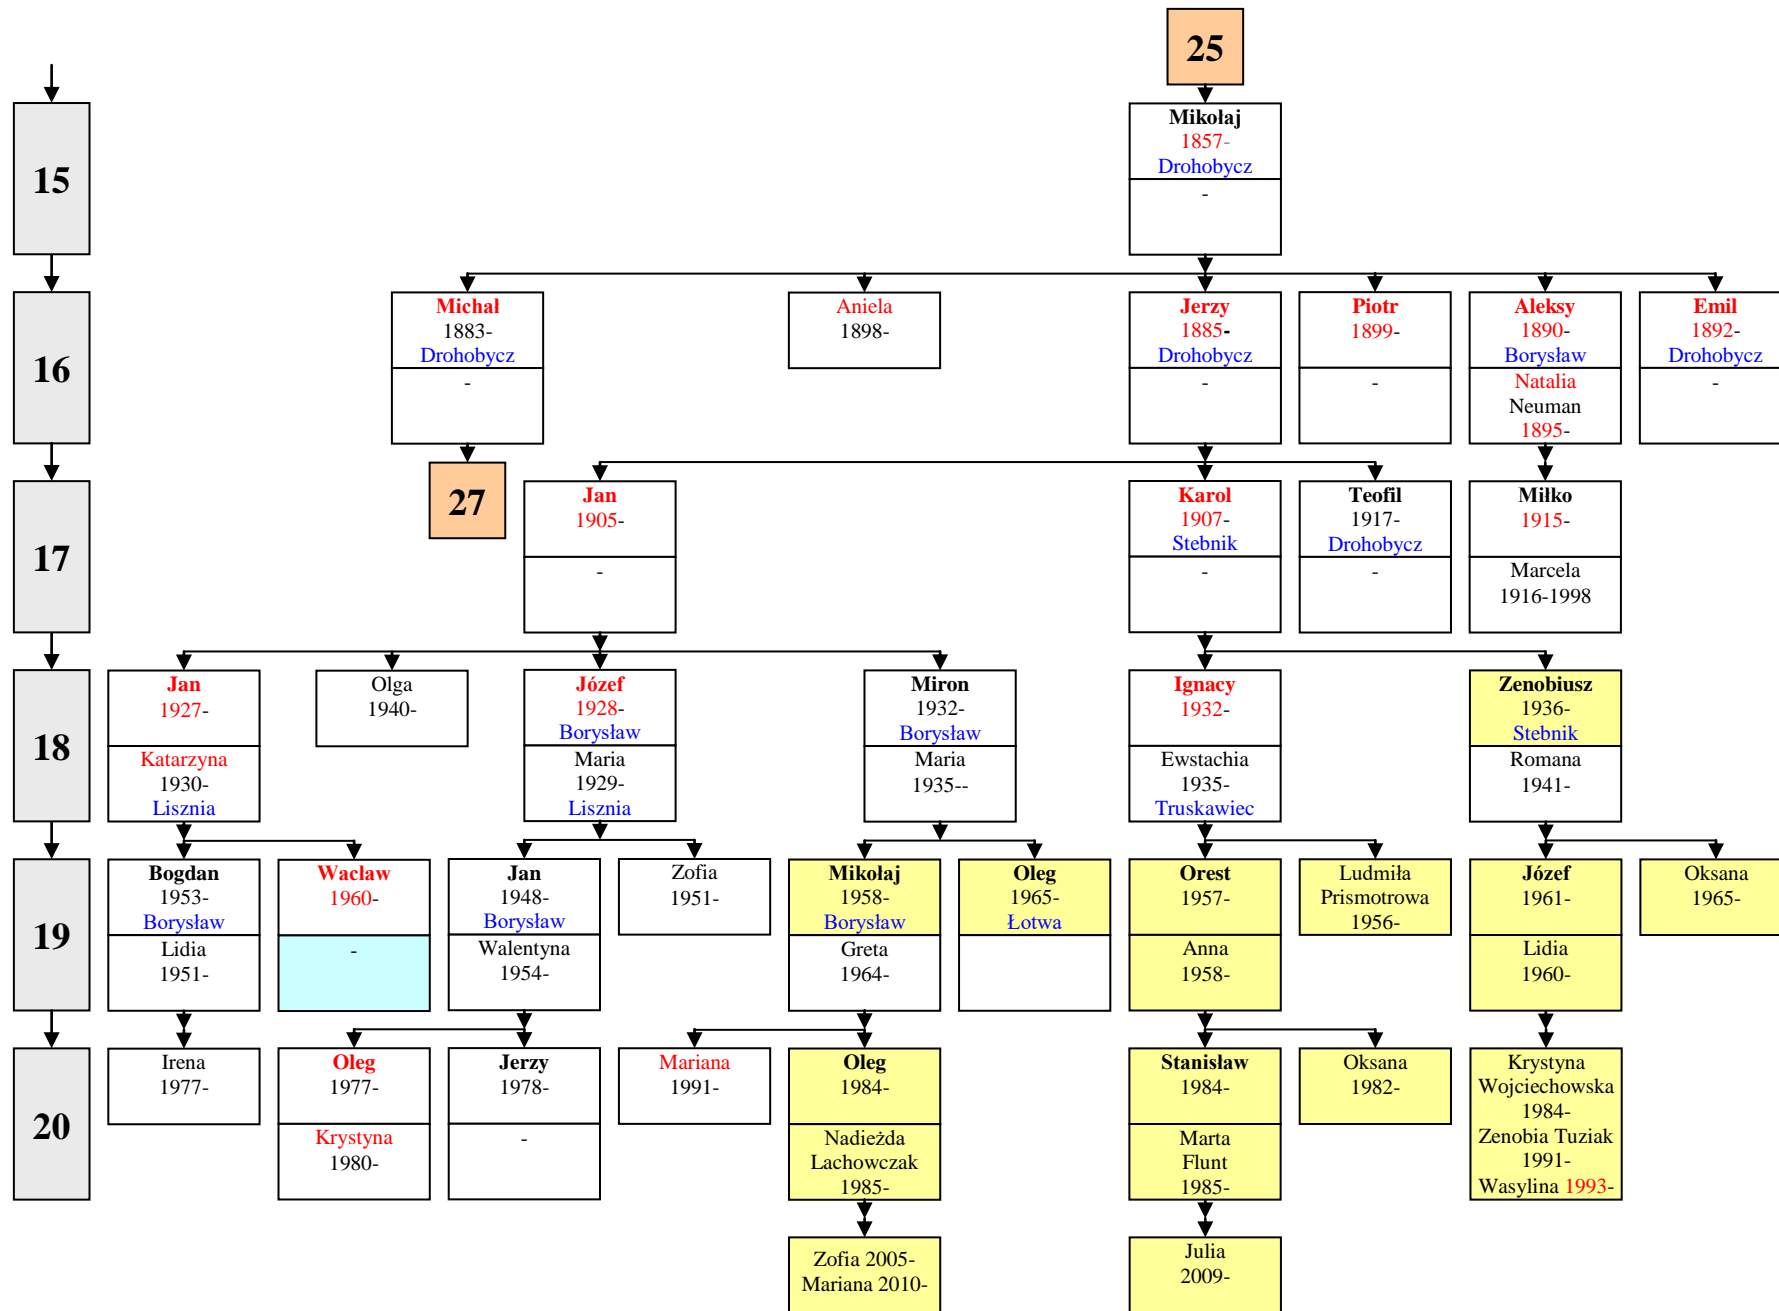 25
15
Mikołaj
1857-
Drohobycz
-
16
Michał
1883-
Drohobycz
-
Aniela
1898-
Jerzy
1885-
Drohobycz
-
Piotr
1899-
-
Aleksy
1890-
Borysław
Natalia
Neuman
1895-
Emil
1892-
Drohobycz
-
27
17
Jan
1905-
-
Karol
1907-
Stebnik
-
Teofil
1917-
Drohobycz
-
Miłko
1915-
Marcela
1916-1998
18
Jan
1927-
Katarzyna
1930-
Lisznia
Olga
1940-
Józef
1928-
Borysław
Maria
1929-
Lisznia
Miron
1932-
Borysław
Maria
1935--
Ignacy
1932-
Ewstachia
1935-
Truskawiec
Zenobiusz
1936-
Stebnik
Romana
1941-
19
Bogdan
1953-
Borysław
Lidia
1951-
Wacław
1960-
-
Jan
1948-
Borysław
Walentyna
1954-
Zofia
1951-
Mikołaj
1958-
Borysław
Greta
1964-
Oleg
1965-
Łotwa
Orest
1957-
Anna
1958-
Ludmiła
Prismotrowa
1956-
Józef
1961-
Lidia
1960-
Oksana
1965-
20
Irena
1977-
Oleg
1977-
Krystyna
1980-
Jerzy
1978-
-
Mariana
1991-
Oleg
1984-
Nadieżda
Lachowczak
1985-
Stanisław
1984-
Marta
Flunt
1985-
Oksana
1982-
Krystyna
Wojciechowska
1984-
Zenobia Tuziak
1991-
Wasylina 1993-
Zofia 2005-
Mariana 2010-
Julia
2009-